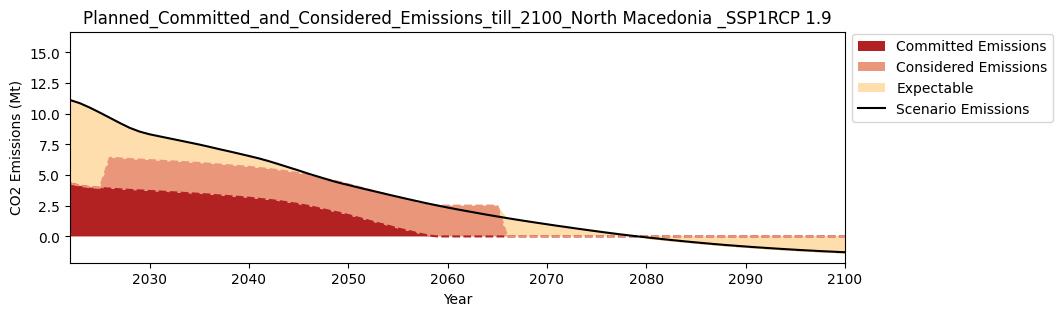 Planned_Committed_and_Considered_Emissions_till_2100_North Macedonia _SSP1RCP 1.9
CO2 Emissions (Mt)
15.0
12.5
10.0
7.5
5.0
2.5
0.0
2030 2040 2050 2060 2070 2080 2090 2100
Year
Committed Emissions
Considered Emissions
Expectable
Scenario Emissions